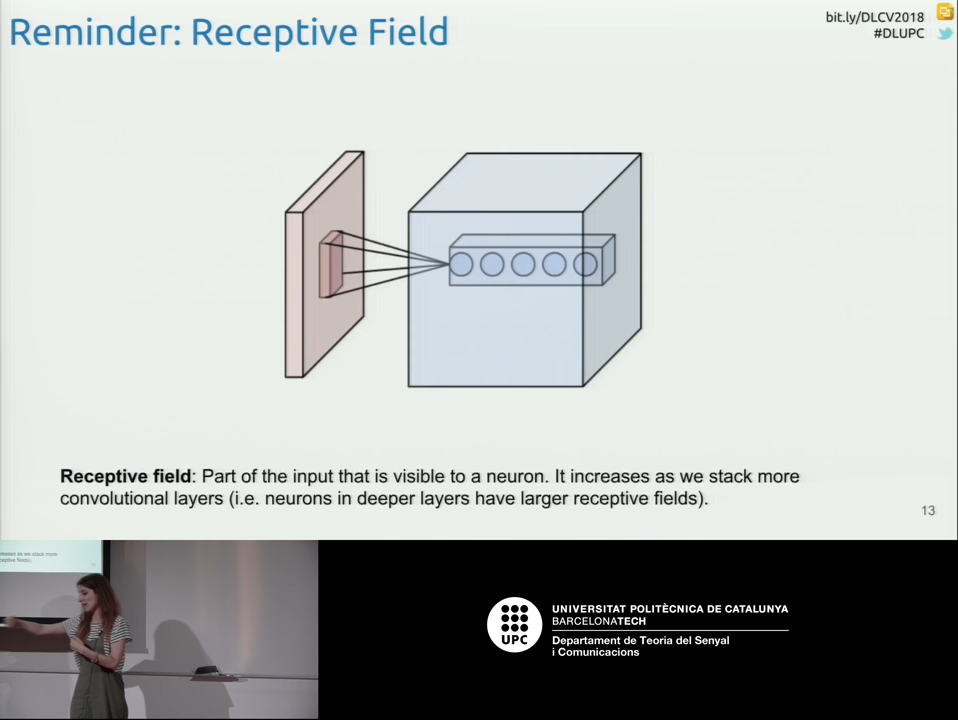 Reminder: Receptive Field
bit.ly/DLCV2018
#DLUPC
Receptive field: Part of the input that is visible to a neuron. It increases as we stack more
convolutional layers (i.e. neurons in deeper layers have larger receptive fields).
13
UPC
UNIVERSITAT POLITÈCNICA DE CATALUNYA
BARCELONATECH
Departament de Teoria del Senyal
i Comunicacions